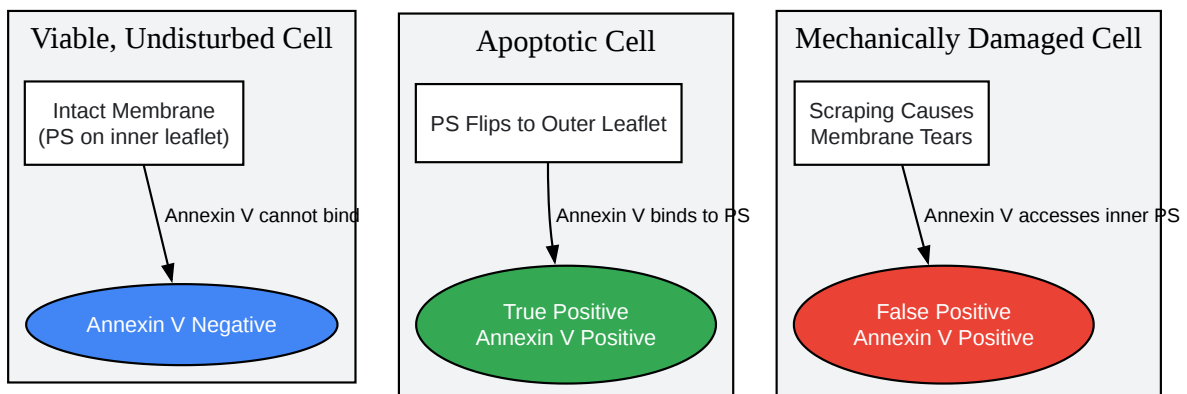 Viable, Undisturbed Cell
Intact Membrane
(PS on inner leaflet)
Annexin V cannot bind
Annexin V Negative
Apoptotic Cell
PS Flips to Outer Leaflet
Annexin V binds to PS
True Positive
Annexin V Positive
Mechanically Damaged Cell
Scraping Causes
Membrane Tears
Annexin V accesses inner PS
False Positive
Annexin V Positive